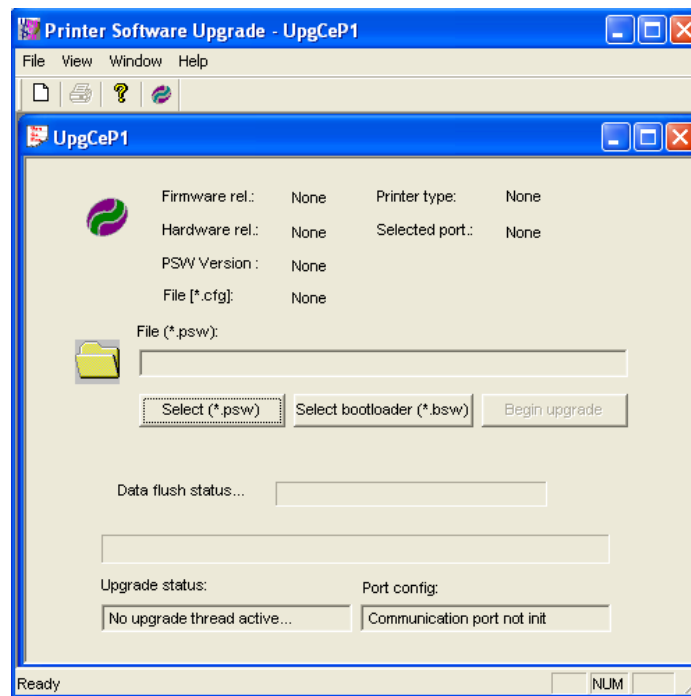 Printer Software Upgrade - UpgCeP1
File View Window Help
UpgCeP1
Firmware rel.: None Printer type: None
Hardware rel.: None Selected port.: None
PSW Version : None
File [*.cfg]: None
File (*.psw):
Select (*.psw) Select bootloader (*.bsw) Begin upgrade
Data flush status...
Upgrade status: Port config:
No upgrade thread active... Communication port not init
Ready NUM